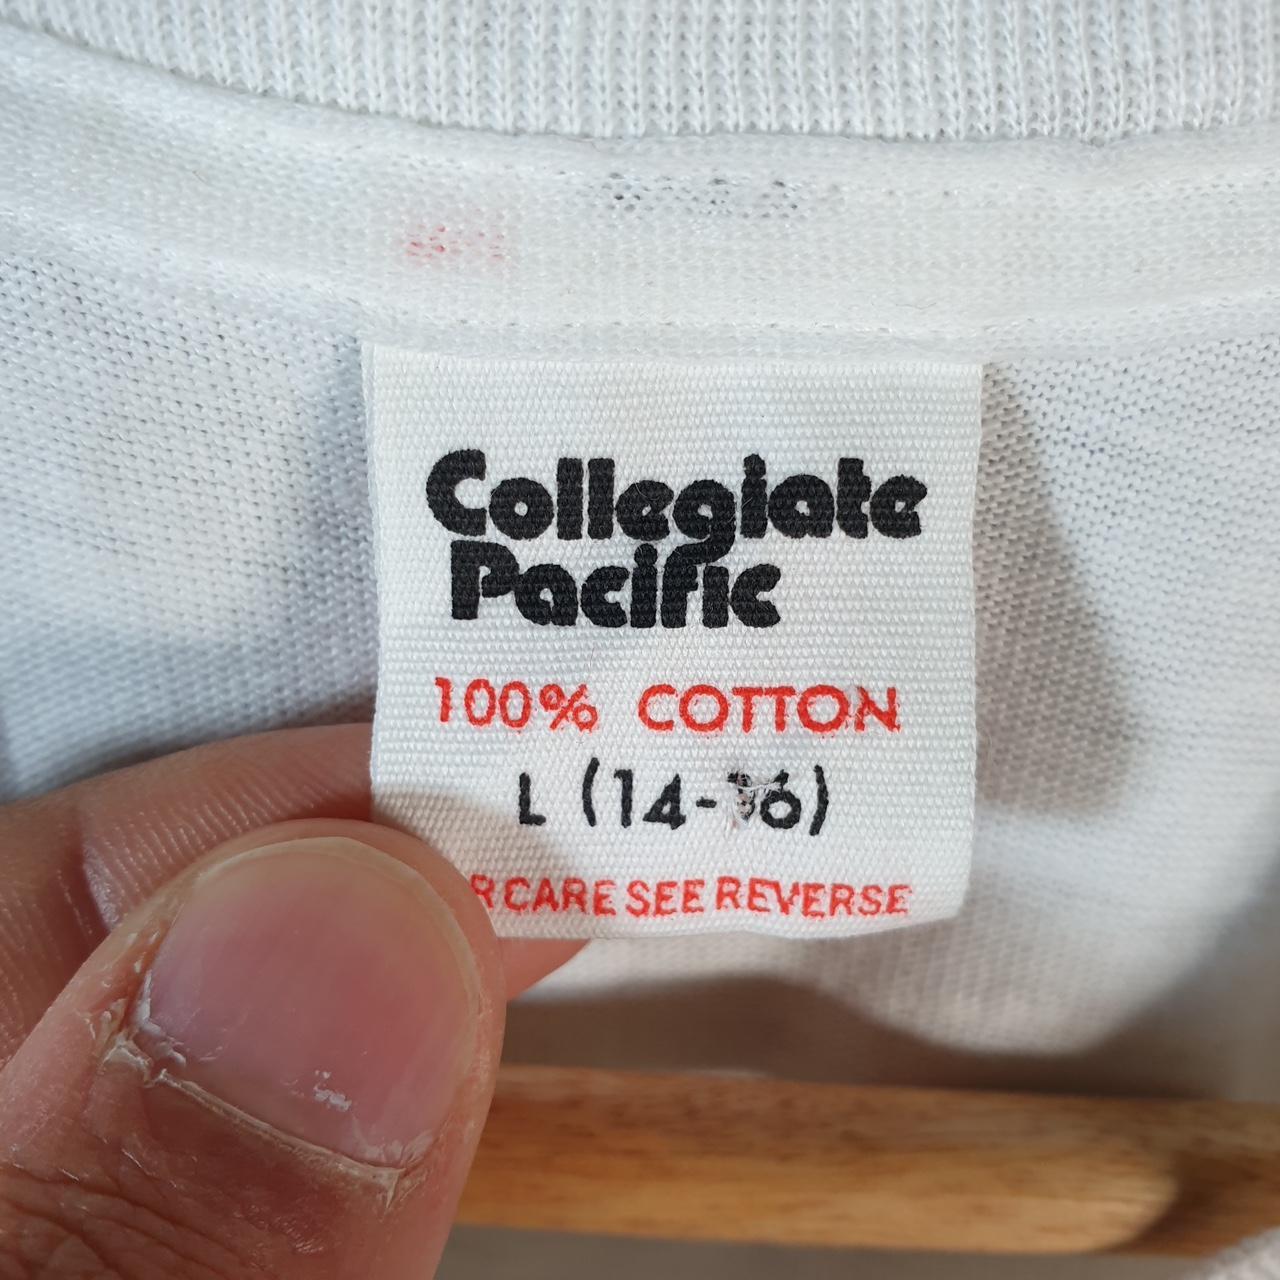 Collegiate
Pacific
100% COTTON
L (14-16)
R CARE SEE REVERSE